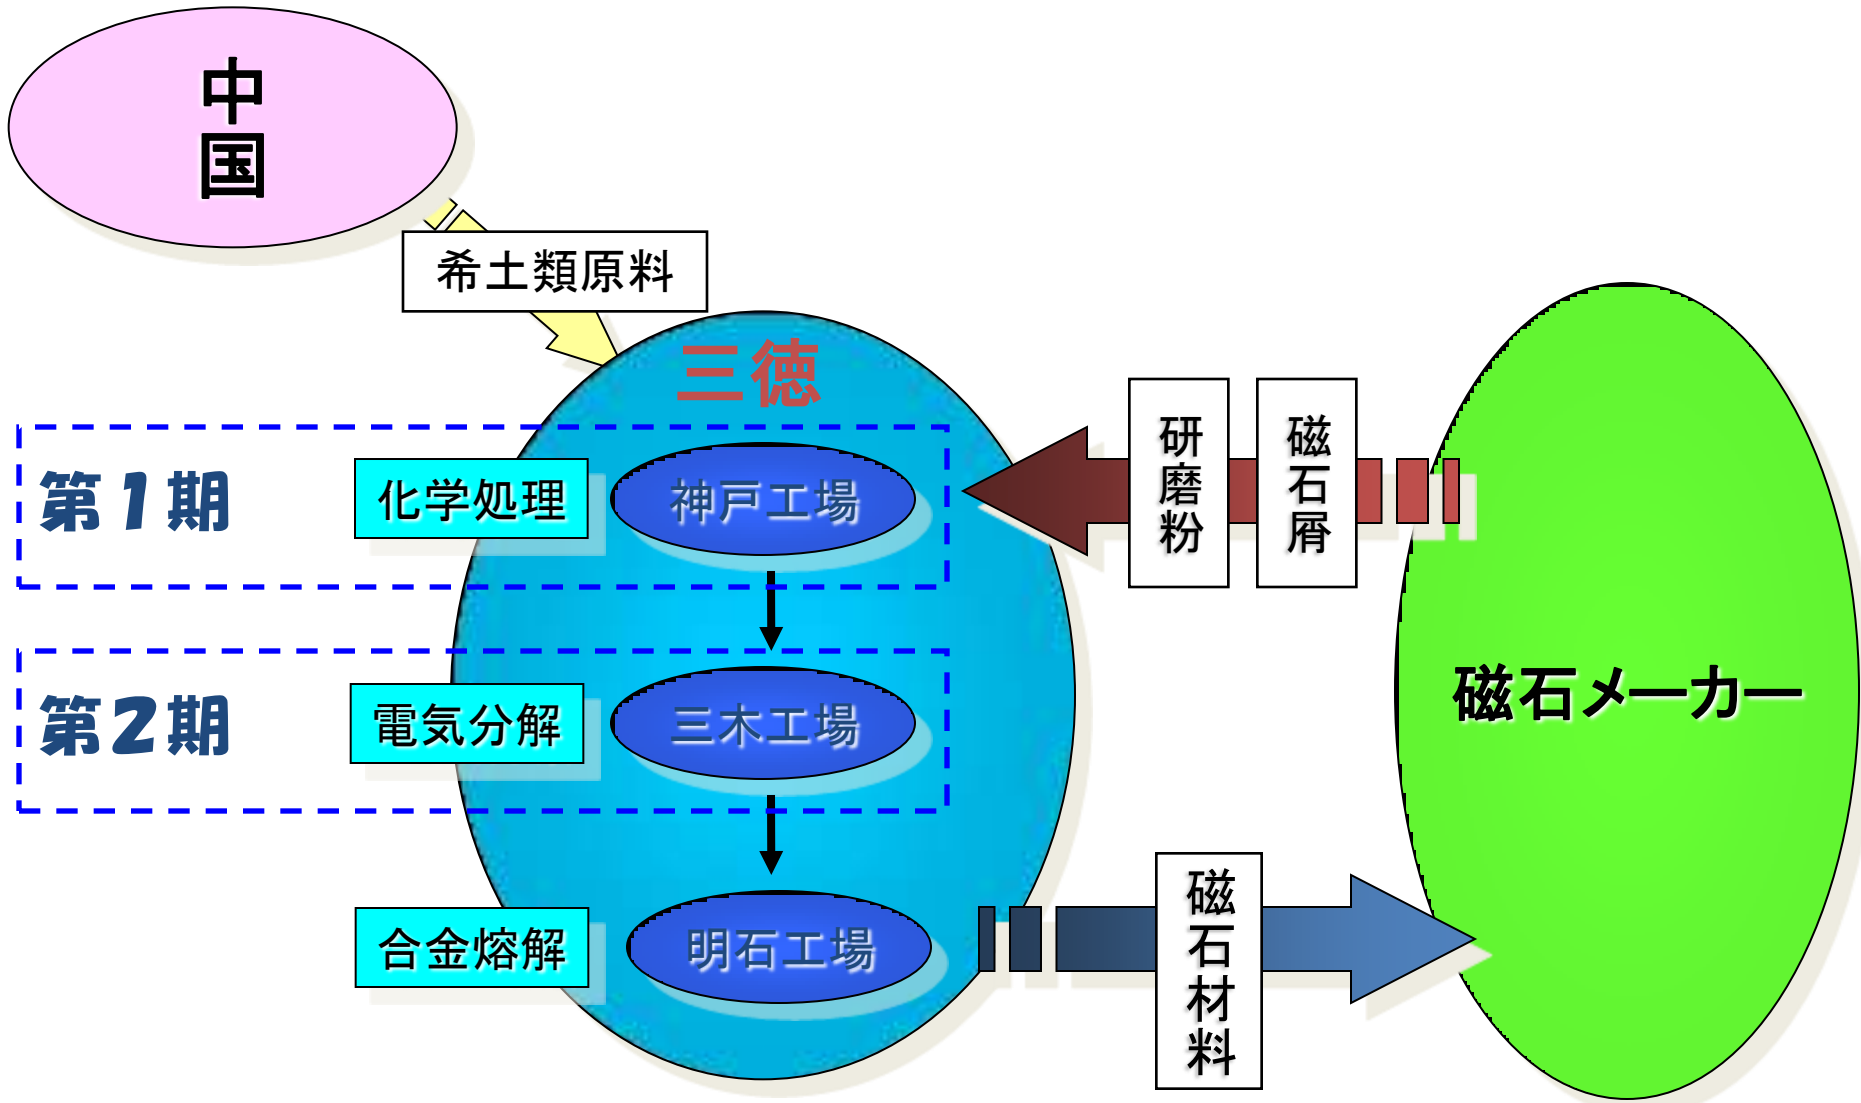 中国
希土類原料
三徳
研磨粉
磁石屑
第1期
化学処理
神戸工場
磁石メーカー
第2期
電気分解
三木工場
合金熔解
明石工場
磁石材料